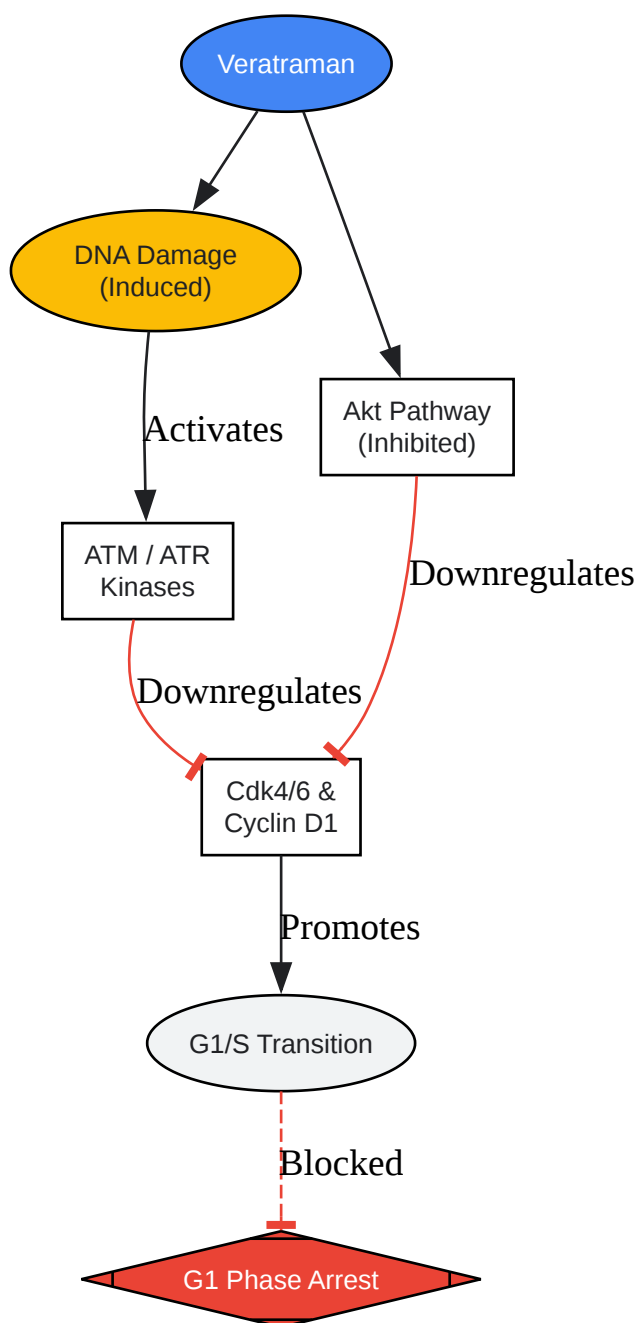 Veratraman
DNA Damage
(Induced)
Akt Pathway
(Inhibited)
Activates
ATM / ATR
Kinases
Downregulates
Downregulates
Cdk4/6 &
Cyclin D1
Promotes
G1/S Transition
Blocked
G1 Phase Arrest